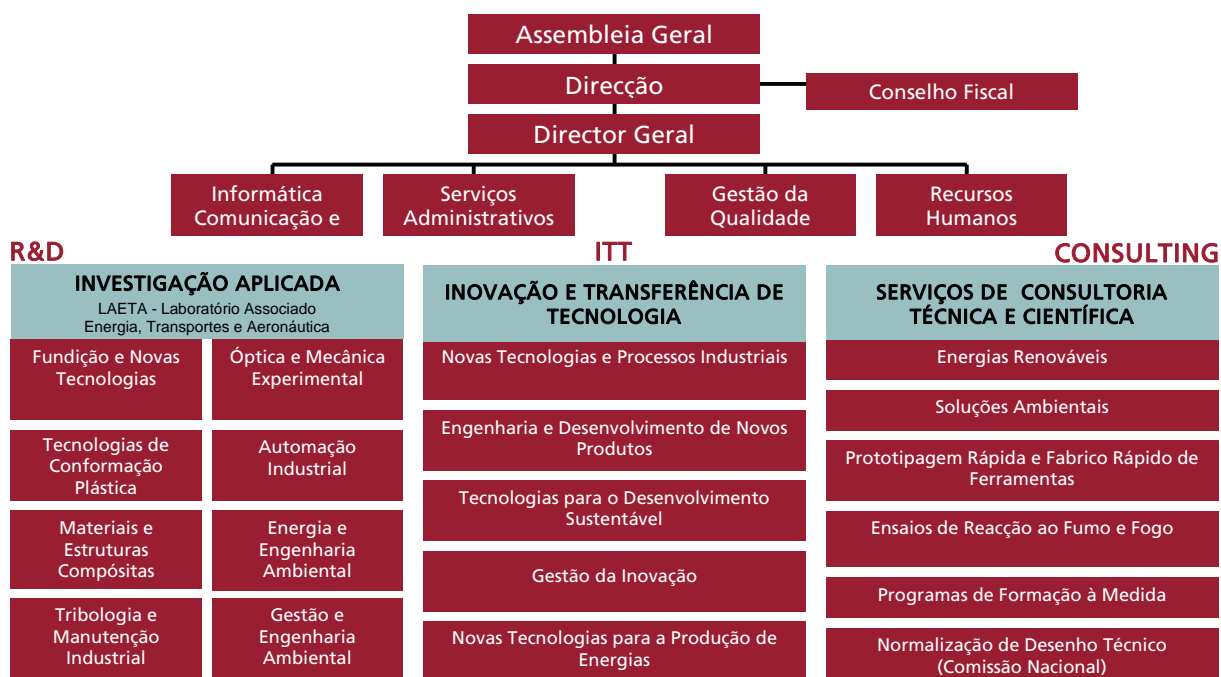 Assembleia Geral
Direcção
Conselho Fiscal
Director Geral
Informática
Comunicação e
Serviços
Administrativos
Gestão da
Qualidade
Recursos
Humanos
R&D
ITT
CONSULTING
INVESTIGAÇÃO APLICADA
LAETA - Laboratório Associado
Energia, Transportes e Aeronáutica
Fundição e Novas
Tecnologias
Óptica e Mecânica
Experimental
Tecnologias de
Conformação
Plástica
Automação
Industrial
Materiais e
Estruturas
Compósitas
Energia e
Engenharia
Ambiental
Tribologia e
Manutenção
Industrial
Gestão e
Engenharia
Ambiental
INOVAÇÃO E TRANSFERÊNCIA DE
TECNOLOGIA
Novas Tecnologias e Processos Industriais
Engenharia e Desenvolvimento de Novos
Produtos
Tecnologias para o Desenvolvimento
Sustentável
Gestão da Inovação
Novas Tecnologias para a Produção de
Energias
SERVIÇOS DE CONSULTORIA
TÉCNICA E CIENTÍFICA
Energias Renováveis
Soluções Ambientais
Prototipagem Rápida e Fabrico Rápido de
Ferramentas
Ensaios de Reacção ao Fumo e Fogo
Programas de Formação à Medida
Normalização de Desenho Técnico
(Comissão Nacional)